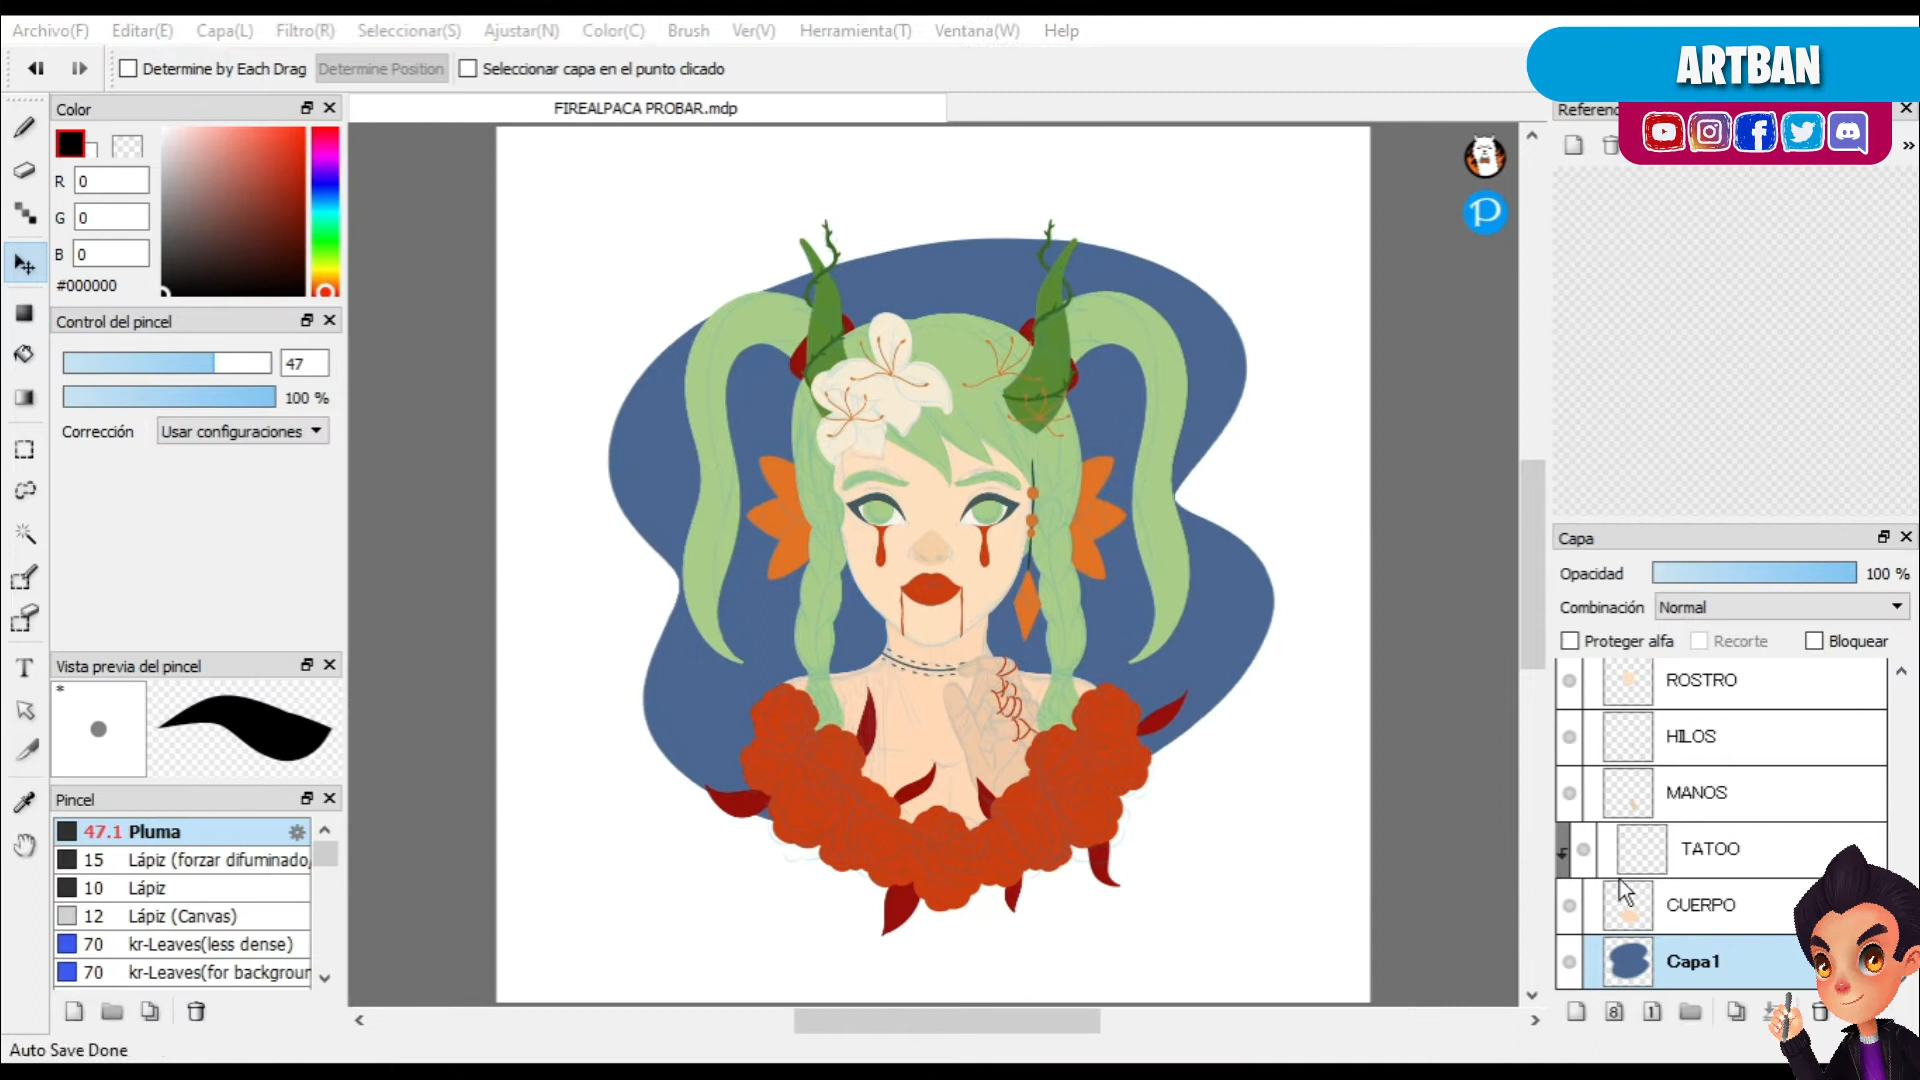 Archivo(F) Editar(E) Capa(L) Filtro(R) Seleccionar(S) Ajustar(N) Color(C) Brush Ver(V) Herramienta(T) Ventana(W) Help
ARTBAN
Determine by Each Drag Determine Position Seleccionar capa en el punto clicado
Color
FIREALPACA PROBAR.mdp
Referen
R 0
G 0
B 0
#000000
Control del pincel
47
100 %
Corrección Usar configuraciones
Capa
Opacidad 100 %
Combinación Normal
Proteger alfa Recorte Bloquear
Vista previa del pincel
*
ROSTRO
HILOS
MANOS
TATOO
CUERPO
Capa1
Pincel
47.1 Pluma
15 Lápiz (forzar difuminado
10 Lápiz
12 Lápiz (Canvas)
70 kr-Leaves(less dense)
70 kr-Leaves(for backgrour
8 1
Auto Save Done